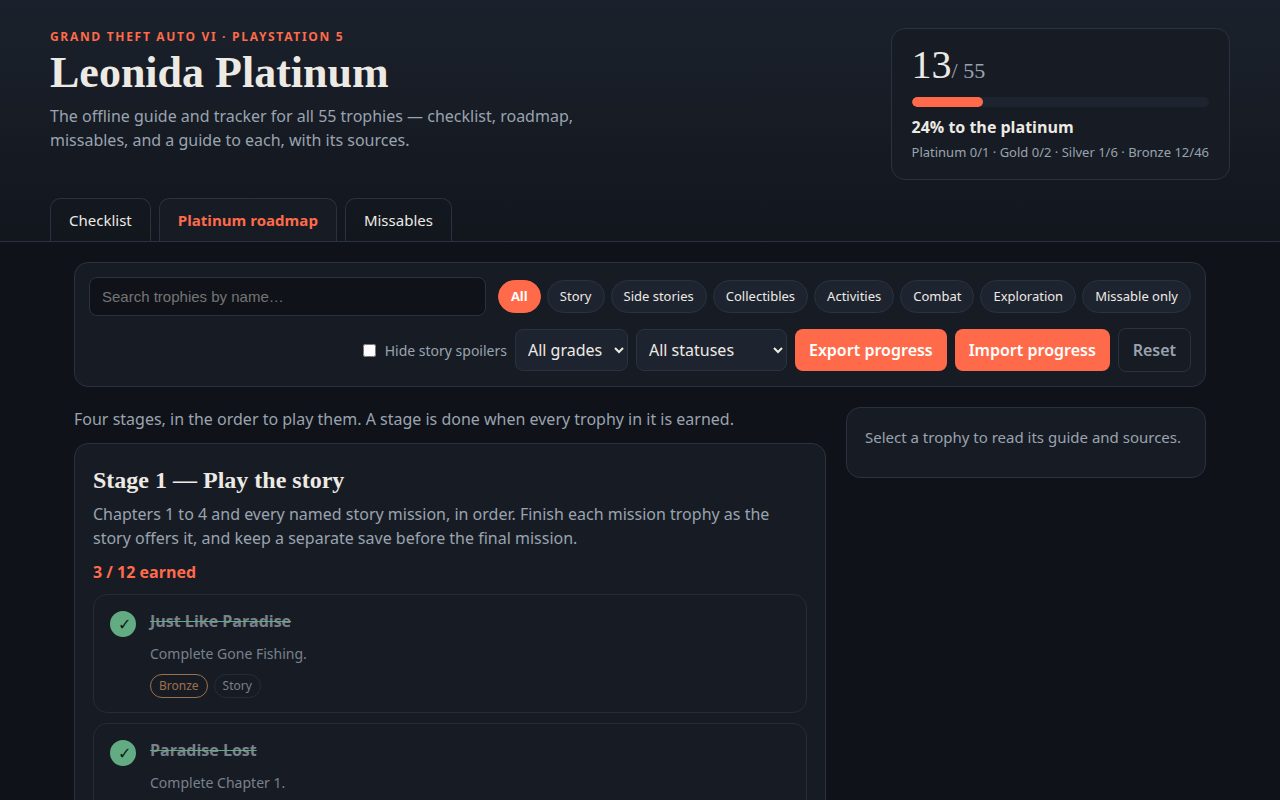 GRAND THEFT AUTO VI · PLAYSTATION 5
Leonida Platinum
The offline guide and tracker for all 55 trophies — checklist, roadmap,
missables, and a guide to each, with its sources.
13/ 55
24% to the platinum
Platinum 0/1 · Gold 0/2 · Silver 1/6 · Bronze 12/46
Checklist
Platinum roadmap
Missables
Search trophies by name…
All
Story
Side stories
Collectibles
Activities
Combat
Exploration
Missable only
Hide story spoilers
All grades
All statuses
Export progress
Import progress
Reset
Four stages, in the order to play them. A stage is done when every trophy in it is earned.
Select a trophy to read its guide and sources.
Stage 1 — Play the story
Chapters 1 to 4 and every named story mission, in order. Finish each mission trophy as the
story offers it, and keep a separate save before the final mission.
3 / 12 earned
✓
Just Like Paradise
Complete Gone Fishing.
Bronze
Story
✓
Paradise Lost
Complete Chapter 1.